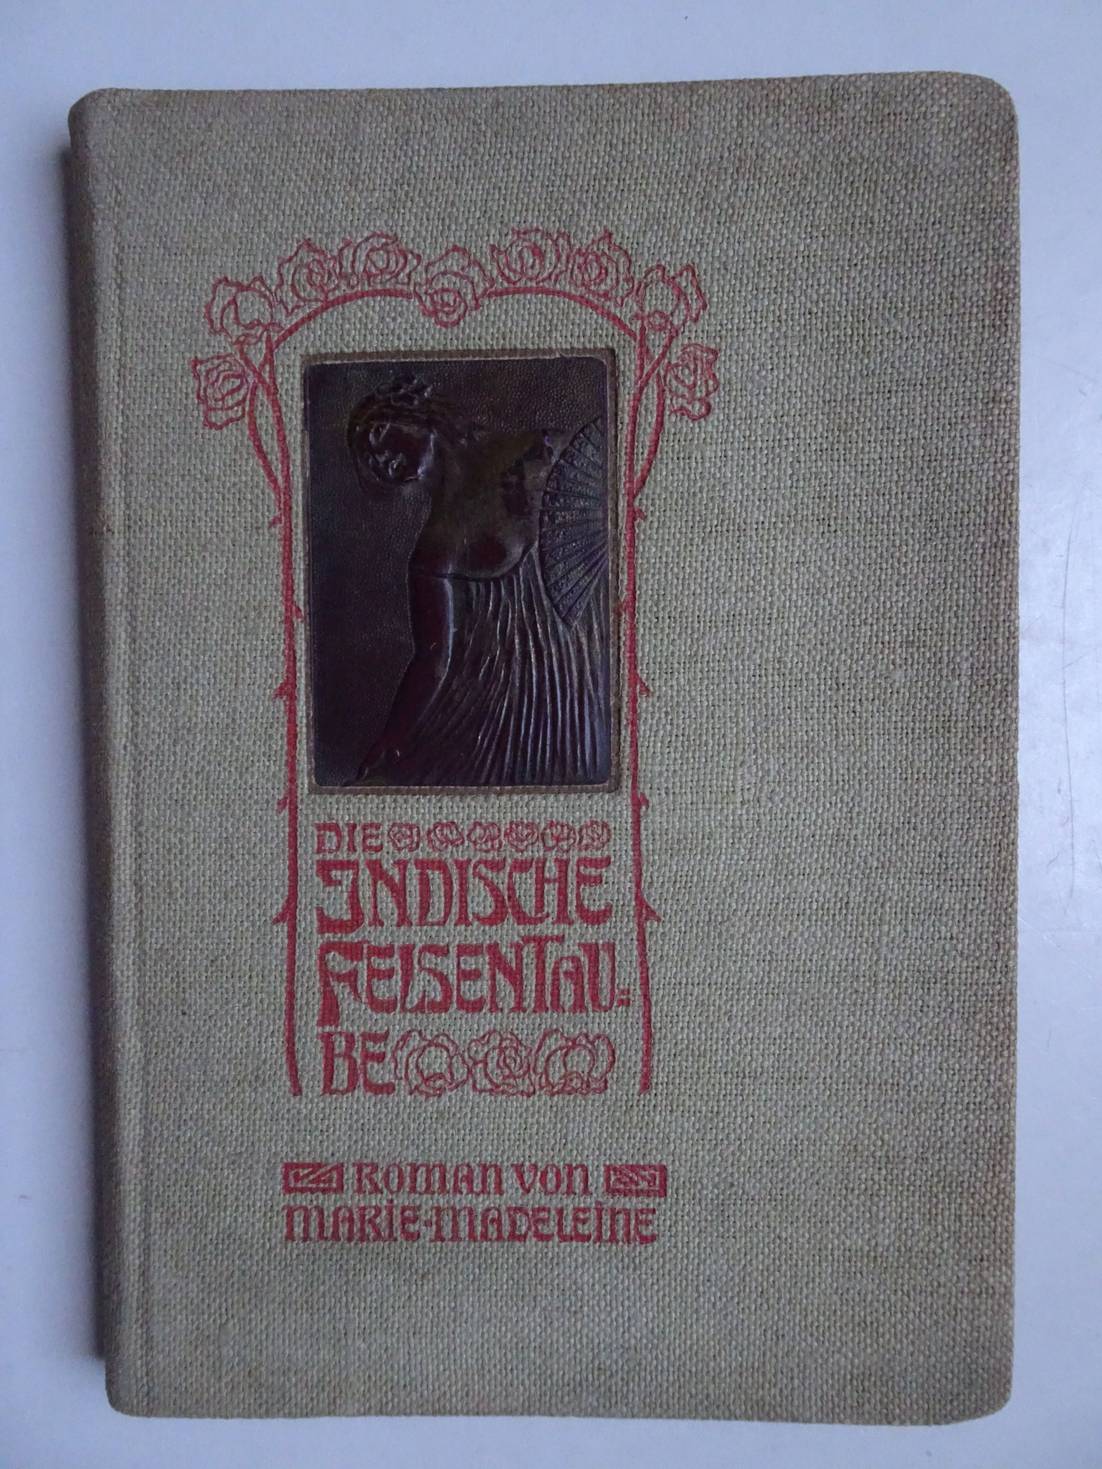 DIE
INDISCHE
FELSENTAU=
BE
ROMAN VON
MARIE-MADELEINE